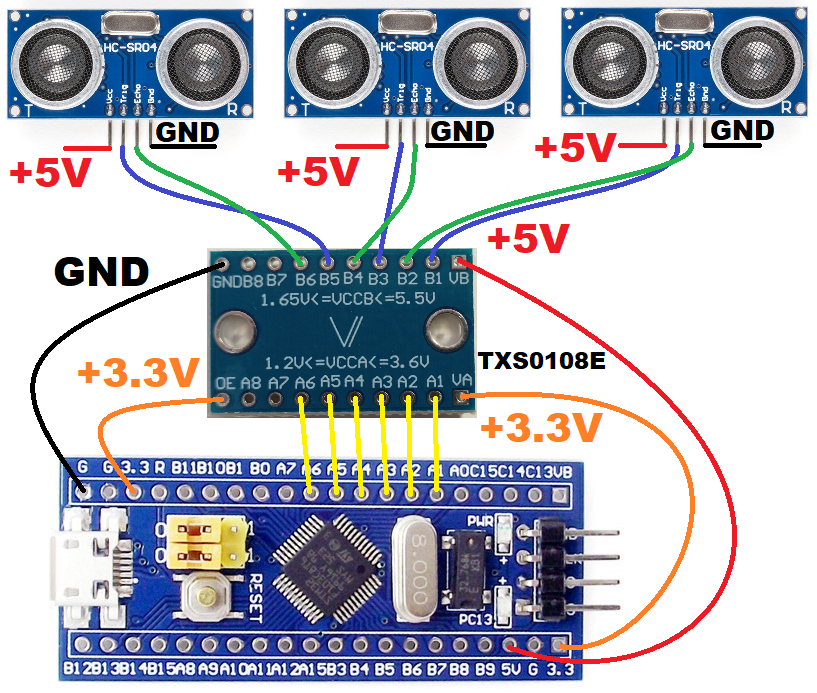 HC-SR04 HC-SR04 HC-SR04
T Vcc Trig Echo Gnd R T Vcc Trig Echo Gnd R T Vcc Trig Echo Gnd R
GND GND GND
+5V +5V +5V
+5V
GND
GND B8 B7 B6 B5 B4 B3 B2 B1 VB
1.65V<=VCCB<=5.5V
1.2V<=VCCA<=3.6V
TXS0108E
+3.3V
OE A8 A7 A6 A5 A4 A3 A2 A1 VA
+3.3V
G G 3.3 R B11 B10 B1 B0 A7 A6 A5 A4 A3 A2 A1 A0 C15 C14 C13 VB
PWR
0 1
0 1
8.000
RESET
PC13
B12 B13 B14 B15 A8 A9 A10 A11 A12 A15 B3 B4 B5 B6 B7 B8 B9 5V G 3.3